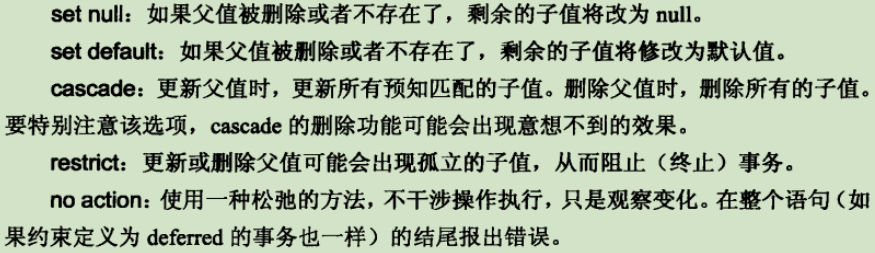 set null：如果父值被删除或者不存在了，剩余的子值将改为 null。
set default：如果父值被删除或者不存在了，剩余的子值将修改为默认值。
cascade：更新父值时，更新所有预知匹配的子值。删除父值时，删除所有的子值。
要特别注意该选项，cascade 的删除功能可能会出现意想不到的效果。
restrict：更新或删除父值可能会出现孤立的子值，从而阻止（终止）事务。
no action：使用一种松弛的方法，不干涉操作执行，只是观察变化。在整个语句（如
果约束定义为 deferred 的事务也一样）的结尾报出错误。